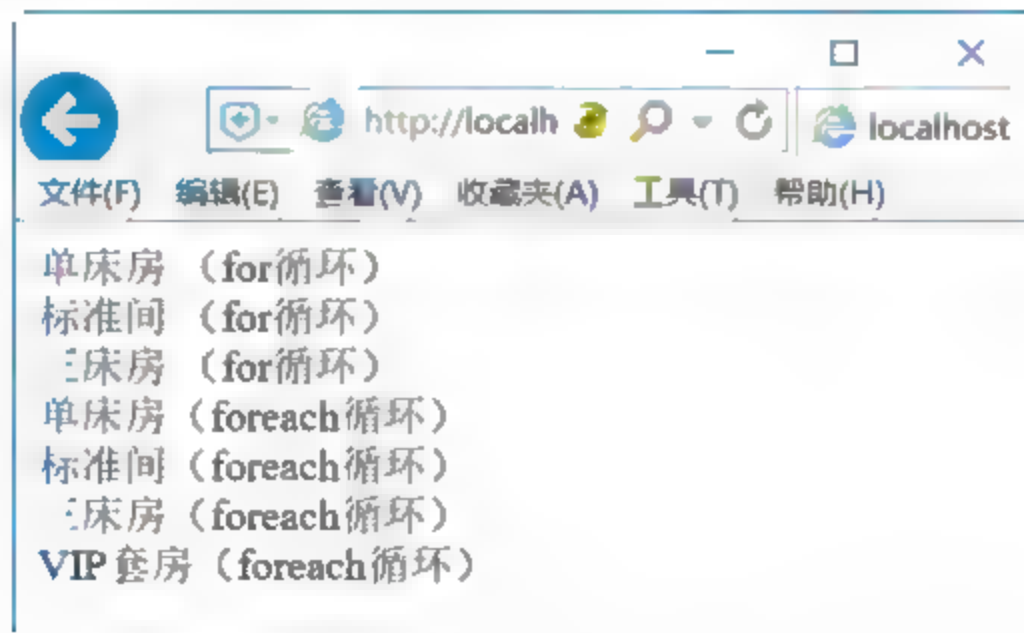 http://localh
localhost
文件(F) 编辑(E) 查看(V) 收藏夹(A) 工具(T) 帮助(H)
单床房 （for循环）
标准间 （for循环）
床房 （for循环）
单床房（foreach循环）
标准间（foreach循环）
床房（foreach循环）
VIP 套房（foreach循环）